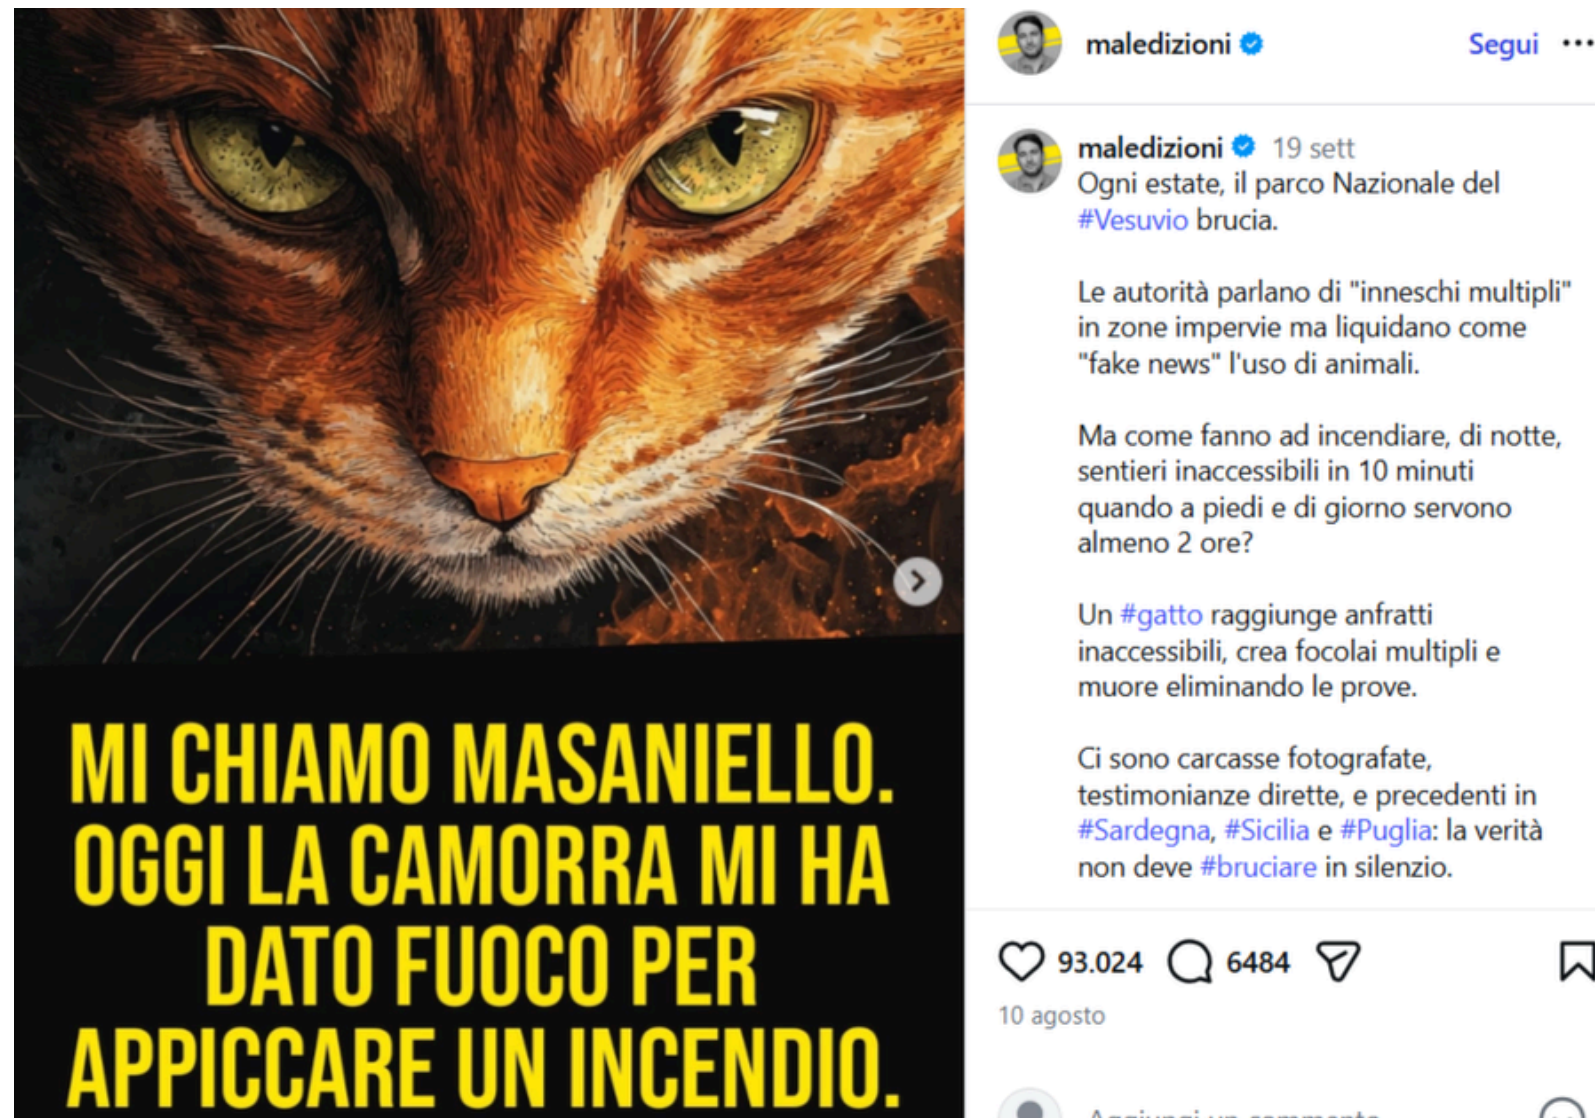 MI CHIAMO MASANIELLO.
OGGI LA CAMORRA MI HA
DATO FUOCO PER
APPICCARE UN INCENDIO.
maledizioni
Segui
maledizioni 19 sett
Ogni estate, il parco Nazionale del
#Vesuvio brucia.
Le autorità parlano di "inneschi multipli"
in zone impervie ma liquidano come
"fake news" l'uso di animali.
Ma come fanno ad incendiare, di notte,
sentieri inaccessibili in 10 minuti
quando a piedi e di giorno servono
almeno 2 ore?
Un #gatto raggiunge anfratti
inaccessibili, crea focolai multipli e
muore eliminando le prove.
Ci sono carcasse fotografate,
testimonianze dirette, e precedenti in
#Sardegna, #Sicilia e #Puglia: la verità
non deve #bruciare in silenzio.
93.024 6484
10 agosto
Aggiungi un commento